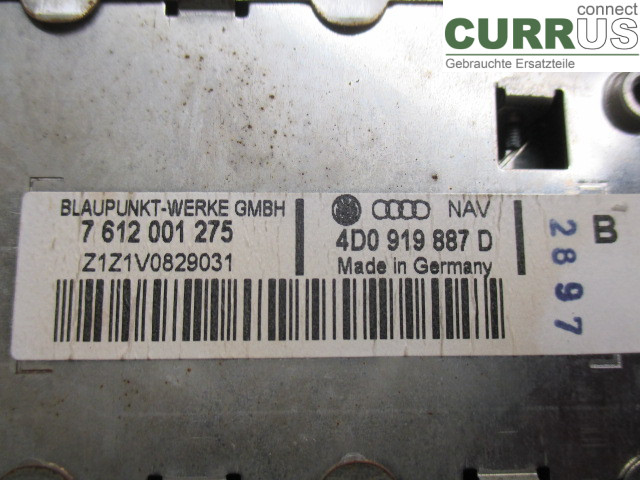 connect
CURRUS
Gebrauchte Ersatzteile
BLAUPUNKT-WERKE GMBH
7 612 001 275
Z1Z1V0829031
NAV
4D0 919 887 D
Made in Germany
B
2897